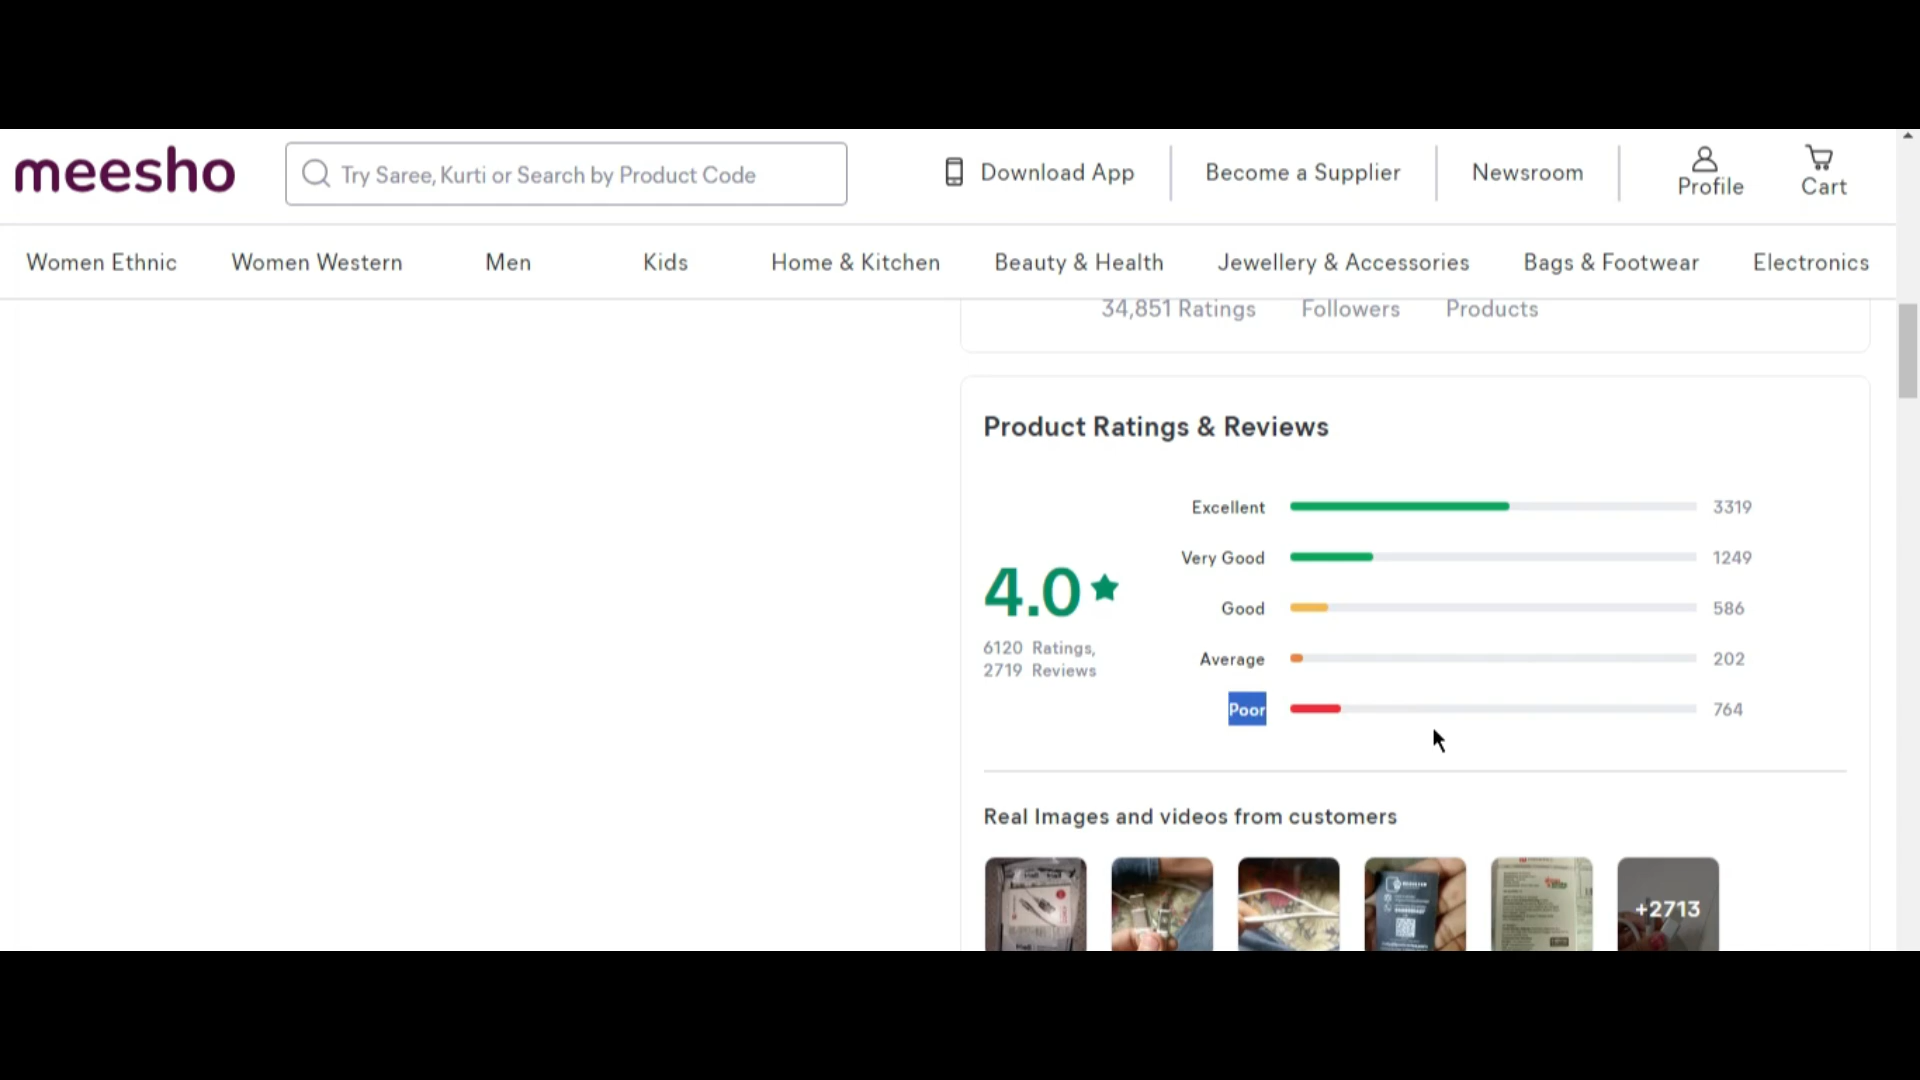 meesho
Try Saree, Kurti or Search by Product Code
Download App
Become a Supplier
Newsroom
Profile
Cart
Women Ethnic
Women Western
Men
Kids
Home & Kitchen
Beauty & Health
Jewellery & Accessories
Bags & Footwear
Electronics
34,851 Ratings
Followers
Products
Product Ratings & Reviews
4.0
6120 Ratings,
2719 Reviews
Excellent 3319
Very Good 1249
Good 586
Average 202
Poor 764
Real Images and videos from customers
+2713